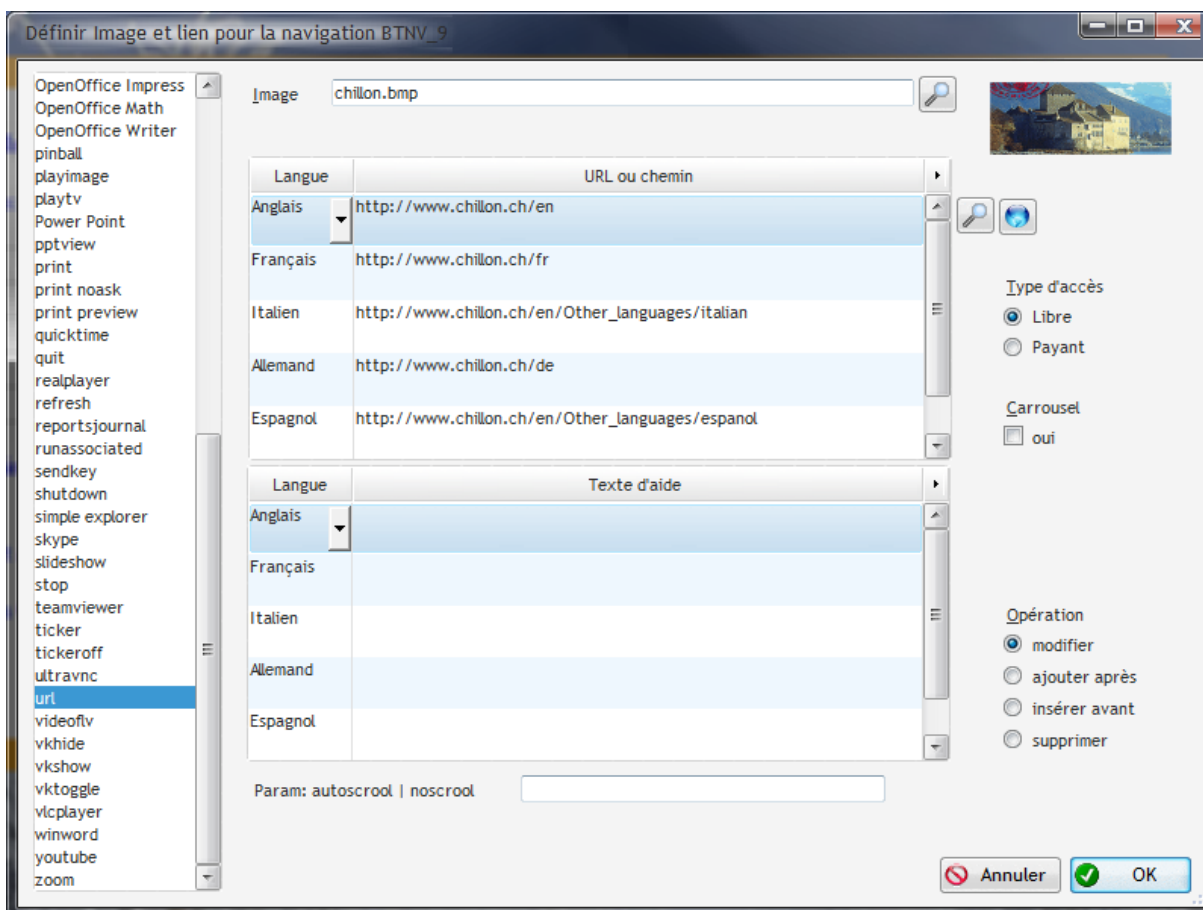 Définir Image et lien pour la navigation BTNV_9
OpenOffice Impress
OpenOffice Math
OpenOffice Writer
pinball
playimage
playtv
Power Point
pptview
print
print noask
print preview
quicktime
quit
realplayer
refresh
reportsjournal
runassociated
sendkey
shutdown
simple explorer
skype
slideshow
stop
teamviewer
ticker
tickeroff
ultravnc
url
videoflv
vkhide
vkshow
vktoggle
vlcplayer
winword
youtube
zoom
Image chillon.bmp
Langue URL ou chemin
Anglais http://www.chillon.ch/en
Français http://www.chillon.ch/fr
Italien http://www.chillon.ch/en/Other_languages/italian
Allemand http://www.chillon.ch/de
Espagnol http://www.chillon.ch/en/Other_languages/espanol
Langue Texte d'aide
Anglais
Français
Italien
Allemand
Espagnol
Param: autoscrool | noscrool
Type d'accès
Libre
Payant
Carrousel
oui
Opération
modifier
ajouter après
insérer avant
supprimer
Annuler OK